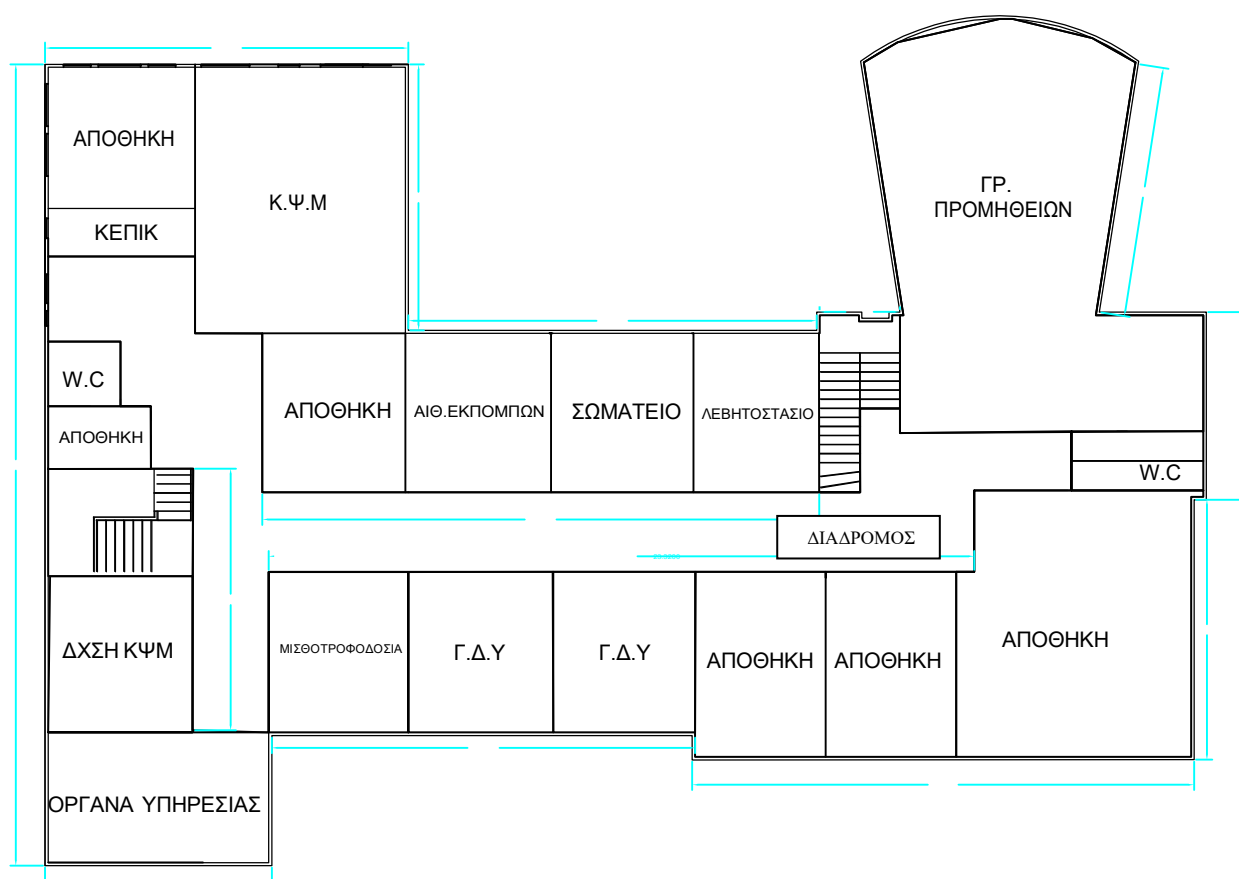 ΑΠΟΘΗΚΗ
Κ.Ψ.Μ
ΓΡ.
ΠΡΟΜΗΘΕΙΩΝ
ΚΕΠΙΚ
W.C
ΑΠΟΘΗΚΗ
ΑΠΟΘΗΚΗ
ΑΙΘ.ΕΚΠΟΜΠΩΝ
ΣΩΜΑΤΕΙΟ
ΛΕΒΗΤΟΣΤΑΣΙΟ
W.C
ΔΙΑΔΡΟΜΟΣ
ΔΧΣΗ ΚΨΜ
ΜΙΣΘΟΤΡΟΦΟΔΟΣΙΑ
Γ.Δ.Υ
Γ.Δ.Υ
ΑΠΟΘΗΚΗ
ΑΠΟΘΗΚΗ
ΑΠΟΘΗΚΗ
ΟΡΓΑΝΑ ΥΠΗΡΕΣΙΑΣ